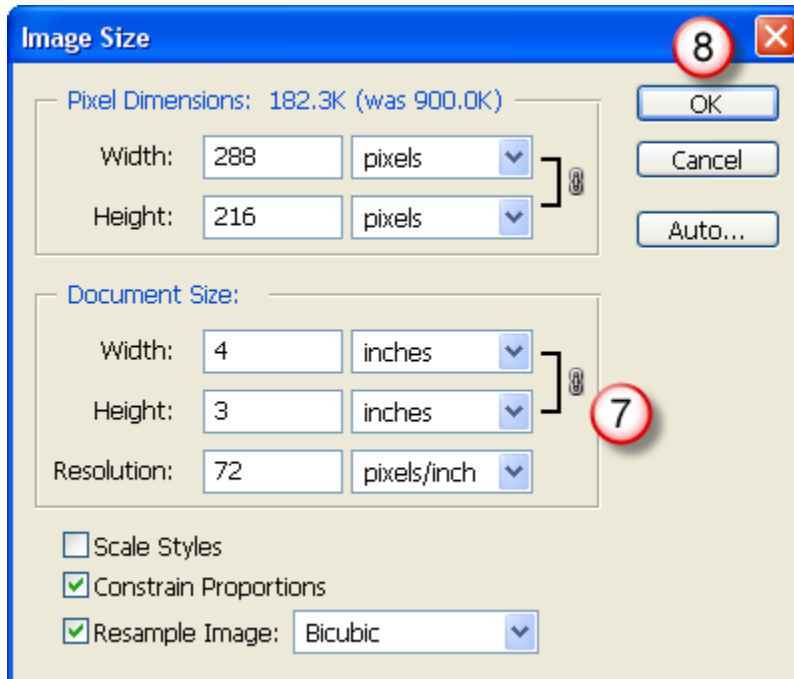 Image Size
8
Pixel Dimensions: 182.3K (was 900.0K)
OK
Width: 288 pixels
Cancel
Height: 216 pixels
Auto...
Document Size:
Width: 4 inches
Height: 3 inches
7
Resolution: 72 pixels/inch
Scale Styles
Constrain Proportions
Resample Image: Bicubic